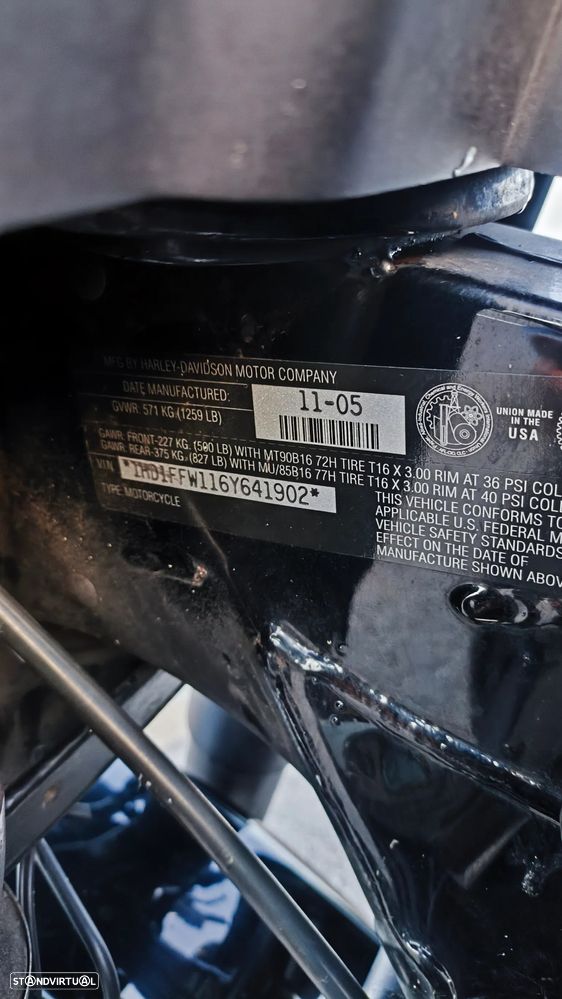 MFG BY HARLEY-DAVIDSON MOTOR COMPANY
DATE MANUFACTURED: 11-05
GVWR: 571 KG (1259 LB)
GAWR: FRONT-227 KG. (500 LB) WITH MT90B16 72H TIRE T16 X 3.00 RIM AT 36 PSI COL
GAWR: REAR-375 KG. (827 LB) WITH MU/85B16 77H TIRE T16 X 3.00 RIM AT 40 PSI COL
VIN *1HD1FFW116Y641902*
TYPE: MOTORCYCLE
UNION MADE
IN THE
USA
THIS VEHICLE CONFORMS TO
APPLICABLE U.S. FEDERAL M
VEHICLE SAFETY STANDARDS
EFFECT ON THE DATE OF
MANUFACTURE SHOWN ABOV
STANDVIRTUAL